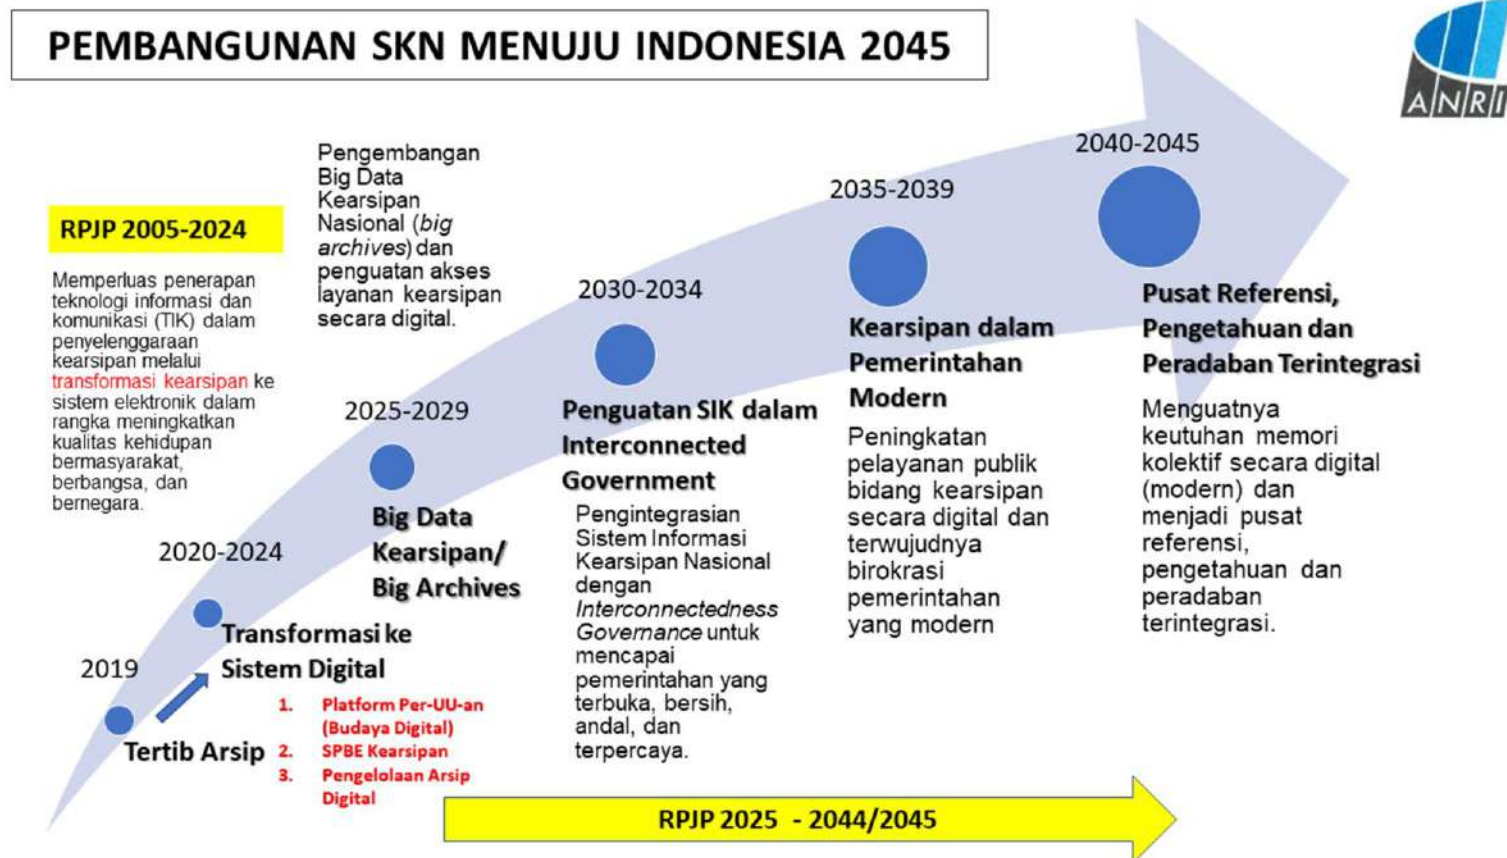 PEMBANGUNAN SKN MENUJU INDONESIA 2045
ANRI
RPJP 2005-2024
Memperluas penerapan
teknologi informasi dan
komunikasi (TIK) dalam
penyelenggaraan
kearsipan melalui
transformasi kearsipan ke
sistem elektronik dalam
rangka meningkatkan
kualitas kehidupan
bermasyarakat,
berbangsa, dan
bernegara.
2019
Tertib Arsip
2020-2024
Transformasi ke
Sistem Digital
1. Platform Per-UU-an
(Budaya Digital)
2. SPBE Kearsipan
3. Pengelolaan Arsip
Digital
Pengembangan
Big Data
Kearsipan
Nasional (big
archives) dan
penguatan akses
layanan kearsipan
secara digital.
2025-2029
Big Data
Kearsipan/
Big Archives
2030-2034
Penguatan SIK dalam
Interconnected
Government
Pengintegrasian
Sistem Informasi
Kearsipan Nasional
dengan
Interconnectedness
Governance untuk
mencapai
pemerintahan yang
terbuka, bersih,
andal, dan
terpercaya.
2035-2039
Kearsipan dalam
Pemerintahan
Modern
Peningkatan
pelayanan publik
bidang kearsipan
secara digital dan
terwujudnya
birokrasi
pemerintahan
yang modern
2040-2045
Pusat Referensi,
Pengetahuan dan
Peradaban Terintegrasi
Menguatnya
keutuhan memori
kolektif secara digital
(modern) dan
menjadi pusat
referensi,
pengetahuan dan
peradaban
terintegrasi.
RPJP 2025 - 2044/2045